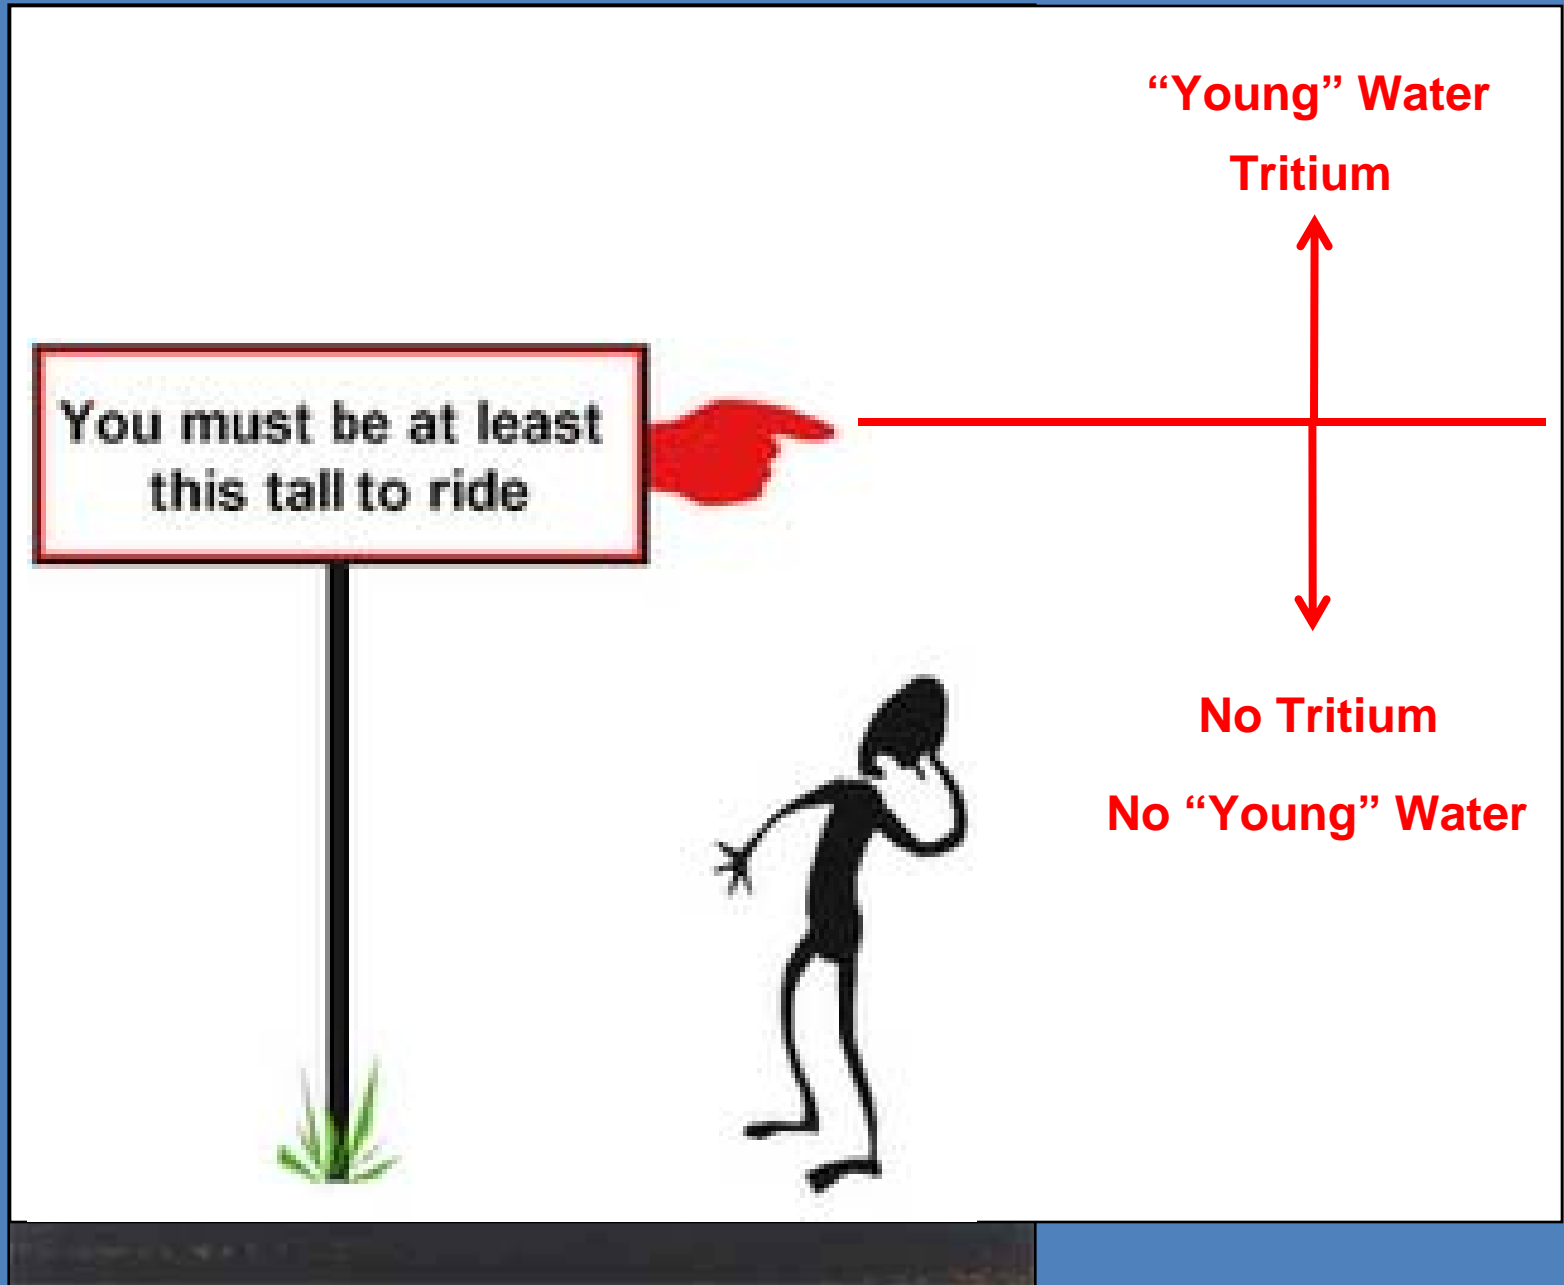 “Young” Water
Tritium
You must be at least
this tall to ride
No Tritium
No “Young” Water